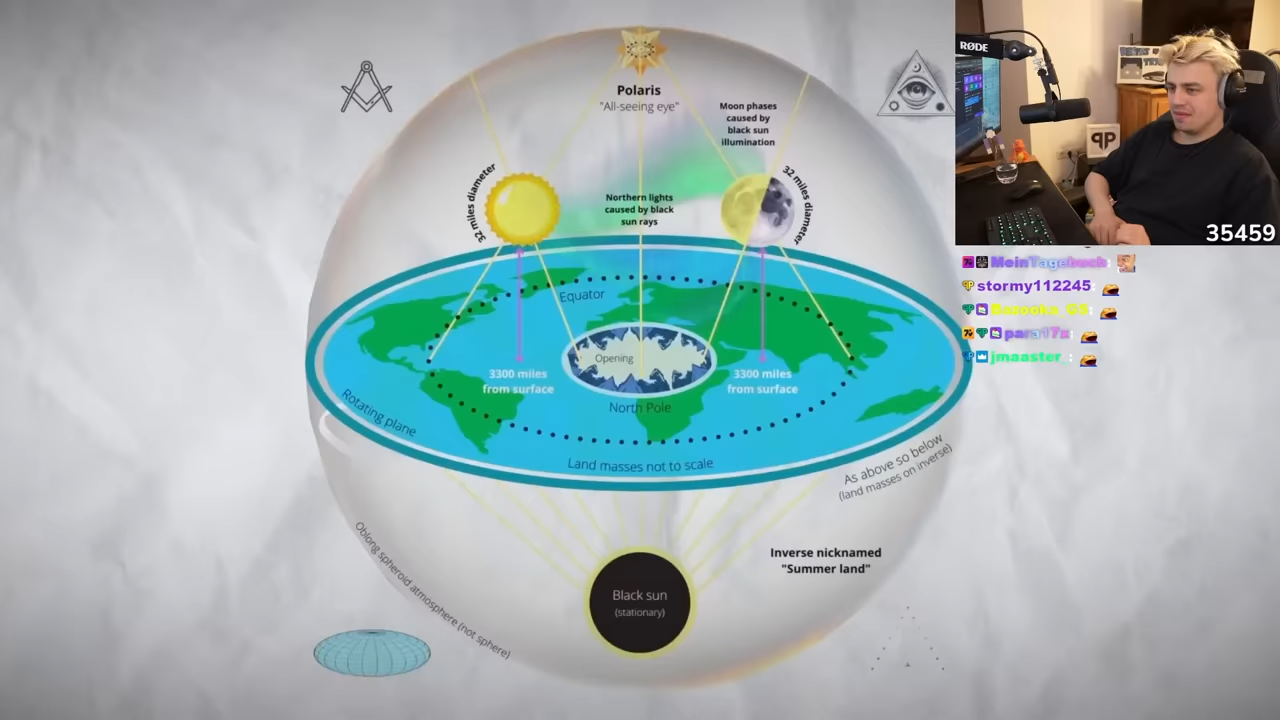 Polaris
"All-seeing eye"
Moon phases
caused by
black sun
illumination
32 miles diameter
Northern lights
caused by black
sun rays
32 miles diameter
Equator
Opening
3300 miles
from surface
3300 miles
from surface
North Pole
Rotating plane
Land masses not to scale
As above so below
(land masses on inverse)
Oblong spheroid atmosphere (not sphere)
Inverse nicknamed
"Summer land"
Black sun
(stationary)
RØDE
qp
35459
MeinTagebuch:
stormy112245:
para17x:
jmaaster_: